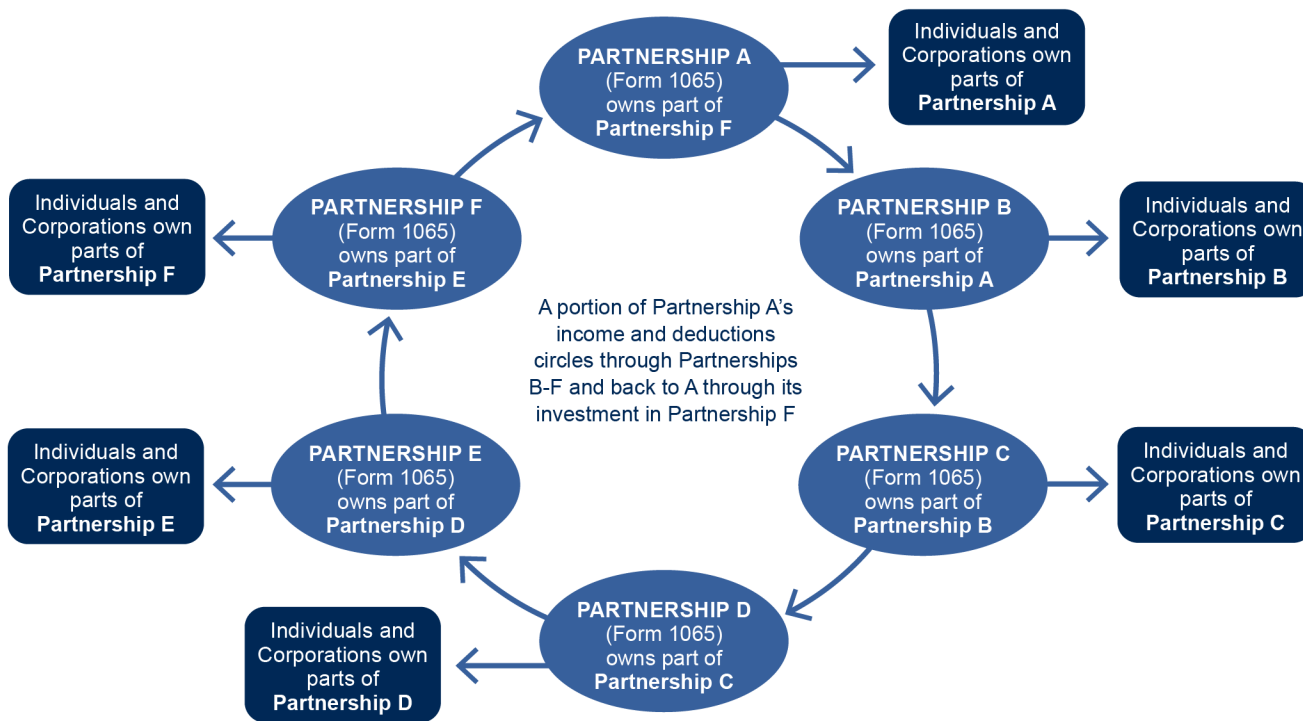 PARTNERSHIP A
(Form 1065)
owns part of
Partnership F
Individuals and
Corporations own
parts of
Partnership A
PARTNERSHIP B
(Form 1065)
owns part of
Partnership A
Individuals and
Corporations own
parts of
Partnership B
PARTNERSHIP C
(Form 1065)
owns part of
Partnership B
Individuals and
Corporations own
parts of
Partnership C
PARTNERSHIP D
(Form 1065)
owns part of
Partnership C
Individuals and
Corporations own
parts of
Partnership D
PARTNERSHIP E
(Form 1065)
owns part of
Partnership D
Individuals and
Corporations own
parts of
Partnership E
PARTNERSHIP F
(Form 1065)
owns part of
Partnership E
Individuals and
Corporations own
parts of
Partnership F
A portion of Partnership A’s
income and deductions
circles through Partnerships
B-F and back to A through its
investment in Partnership F